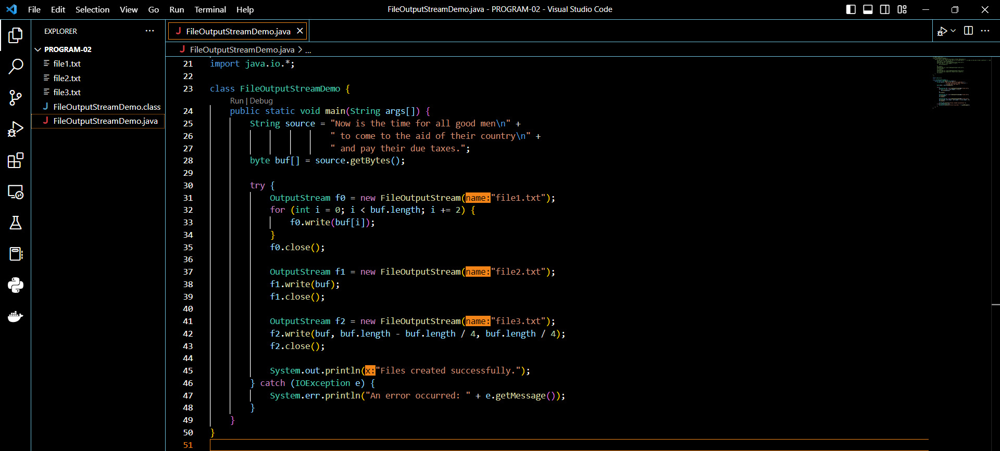 File Edit Selection View Go Run Terminal Help
FileOutputStreamDemo.java - PROGRAM-02 - Visual Studio Code
EXPLORER
PROGRAM-02
file1.txt
file2.txt
file3.txt
J FileOutputStreamDemo.class
J FileOutputStreamDemo.java
J FileOutputStreamDemo.java
J FileOutputStreamDemo.java > ...
21 import java.io.*;
22
23 class FileOutputStreamDemo {
Run | Debug
24 public static void main(String args[]) {
25 String source = "Now is the time for all good men\n" +
26 " to come to the aid of their country\n" +
27 " and pay their due taxes.";
28 byte buf[] = source.getBytes();
29
30 try {
31 OutputStream f0 = new FileOutputStream(name:"file1.txt");
32 for (int i = 0; i < buf.length; i += 2) {
33 f0.write(buf[i]);
34 }
35 f0.close();
36
37 OutputStream f1 = new FileOutputStream(name:"file2.txt");
38 f1.write(buf);
39 f1.close();
40
41 OutputStream f2 = new FileOutputStream(name:"file3.txt");
42 f2.write(buf, buf.length - buf.length / 4, buf.length / 4);
43 f2.close();
44
45 System.out.println(x:"Files created successfully.");
46 } catch (IOException e) {
47 System.err.println("An error occurred: " + e.getMessage());
48 }
49 }
50 }
51